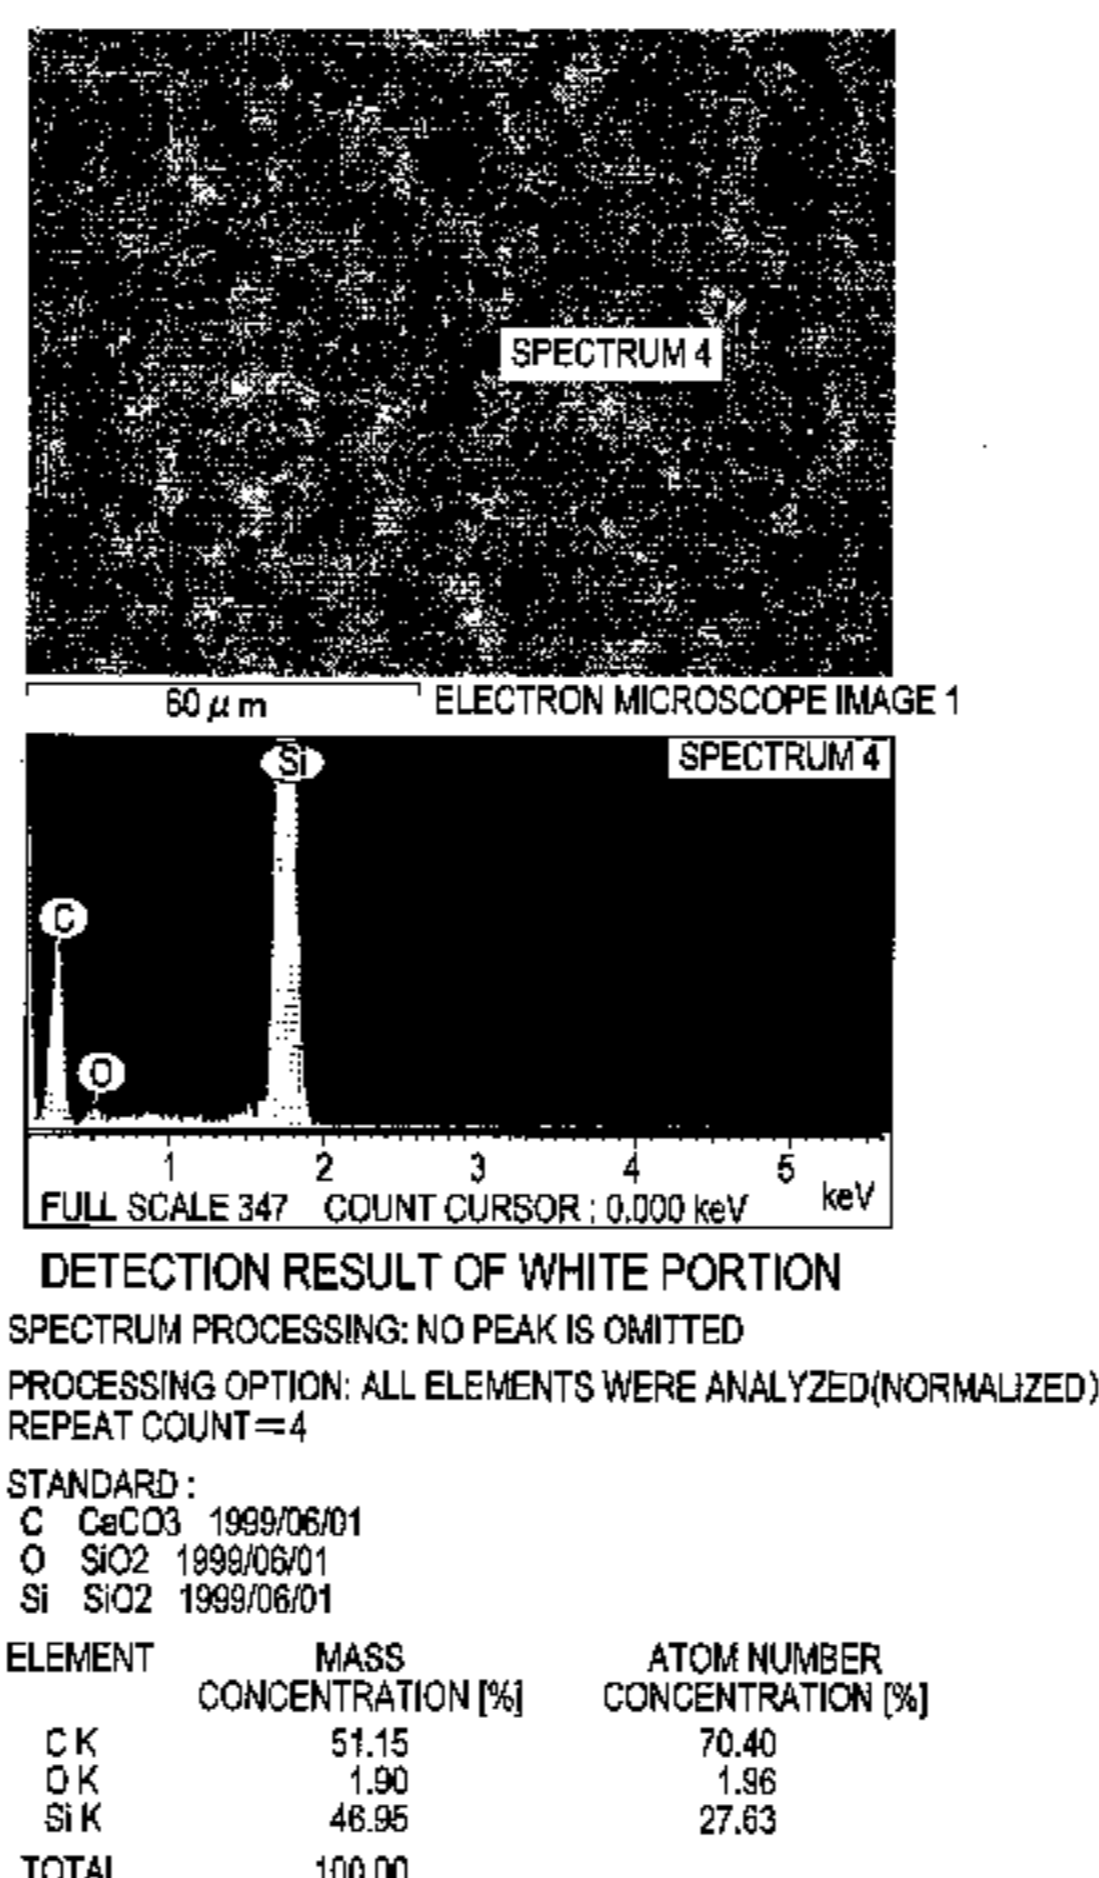 SPECTRUM 4
60 μm ELECTRON MICROSCOPE IMAGE 1
SPECTRUM 4
Si
C
O
1 2 3 4 5
keV
FULL SCALE 347 COUNT CURSOR : 0.000 keV
DETECTION RESULT OF WHITE PORTION
SPECTRUM PROCESSING: NO PEAK IS OMITTED
PROCESSING OPTION: ALL ELEMENTS WERE ANALYZED(NORMALIZED)
REPEAT COUNT=4
STANDARD :
C CaCO3 1999/06/01
O SiO2 1999/06/01
Si SiO2 1999/06/01
ELEMENT MASS ATOM NUMBER
CONCENTRATION [%] CONCENTRATION [%]
C K 51.15 70.40
O K 1.90 1.96
Si K 46.95 27.63
TOTAL 100.00